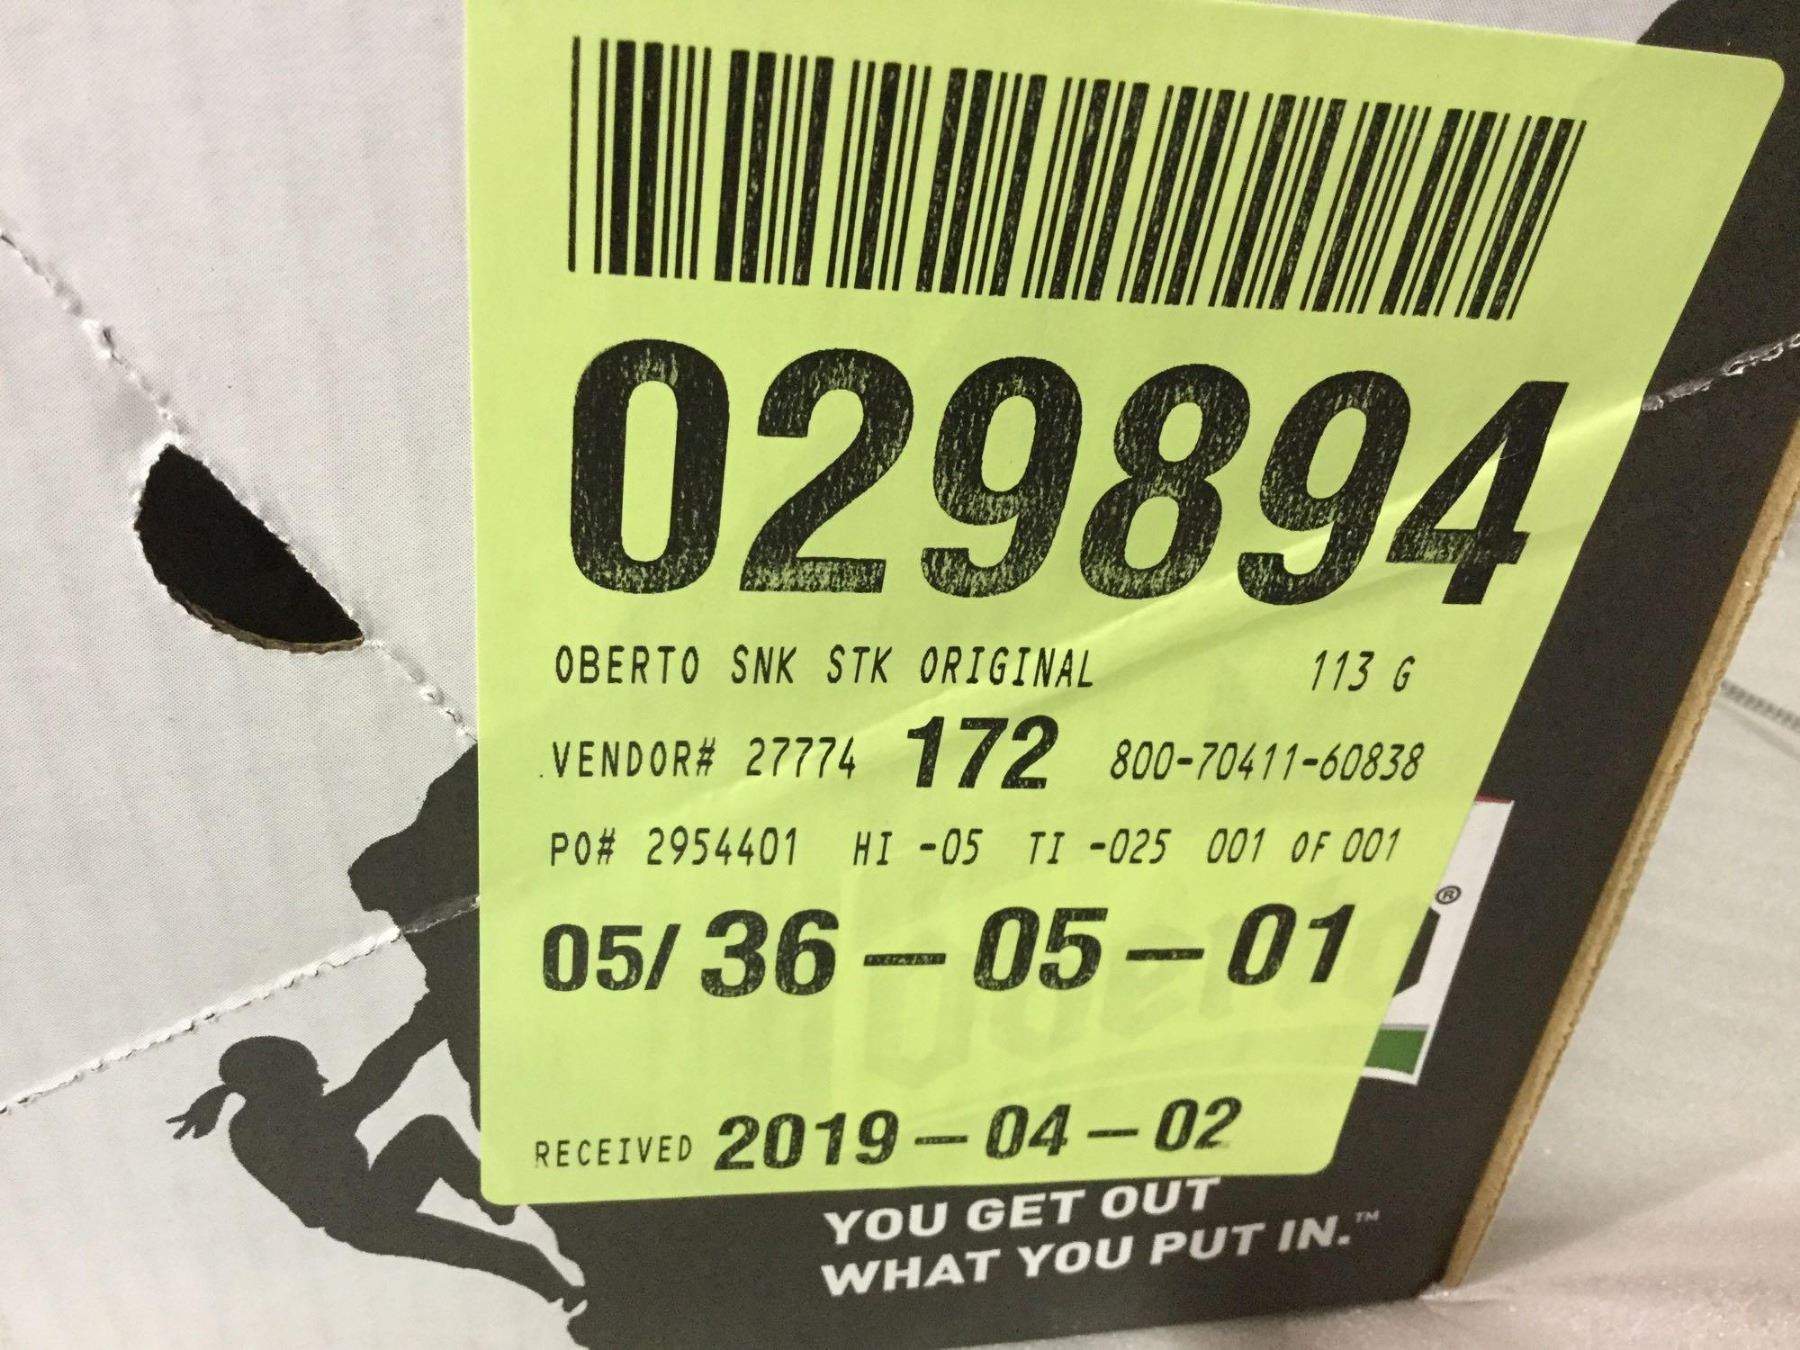 029894
OBERTO SNK STK ORIGINAL 113 G
VENDOR# 27774 172 800-70411-60838
PO# 2954401 HI -05 TI -025 001 OF 001
05/ 36-05-01
®
RECEIVED 2019-04-02
YOU GET OUT
WHAT YOU PUT IN.™